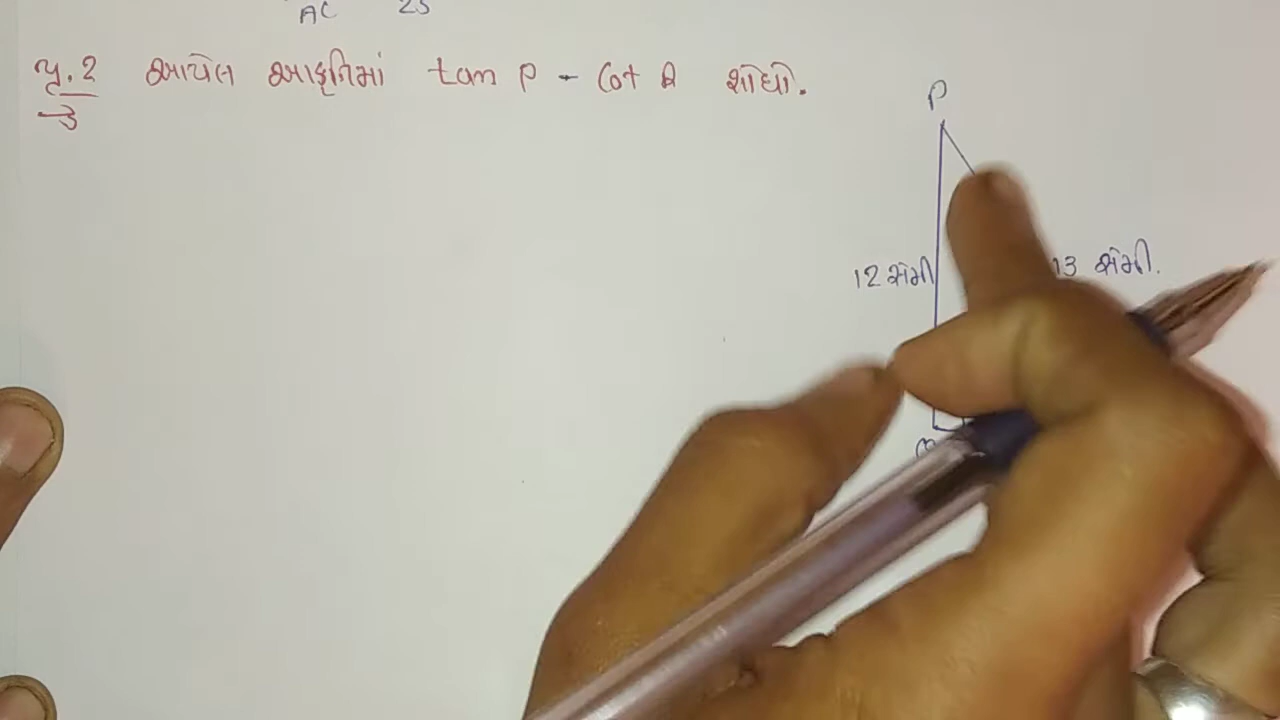 AC 25
પ્ર.2 આપેલ આકૃતિમાં tan P - Cot R શોધો.
→
P
12 સેમી
13 સેમી.